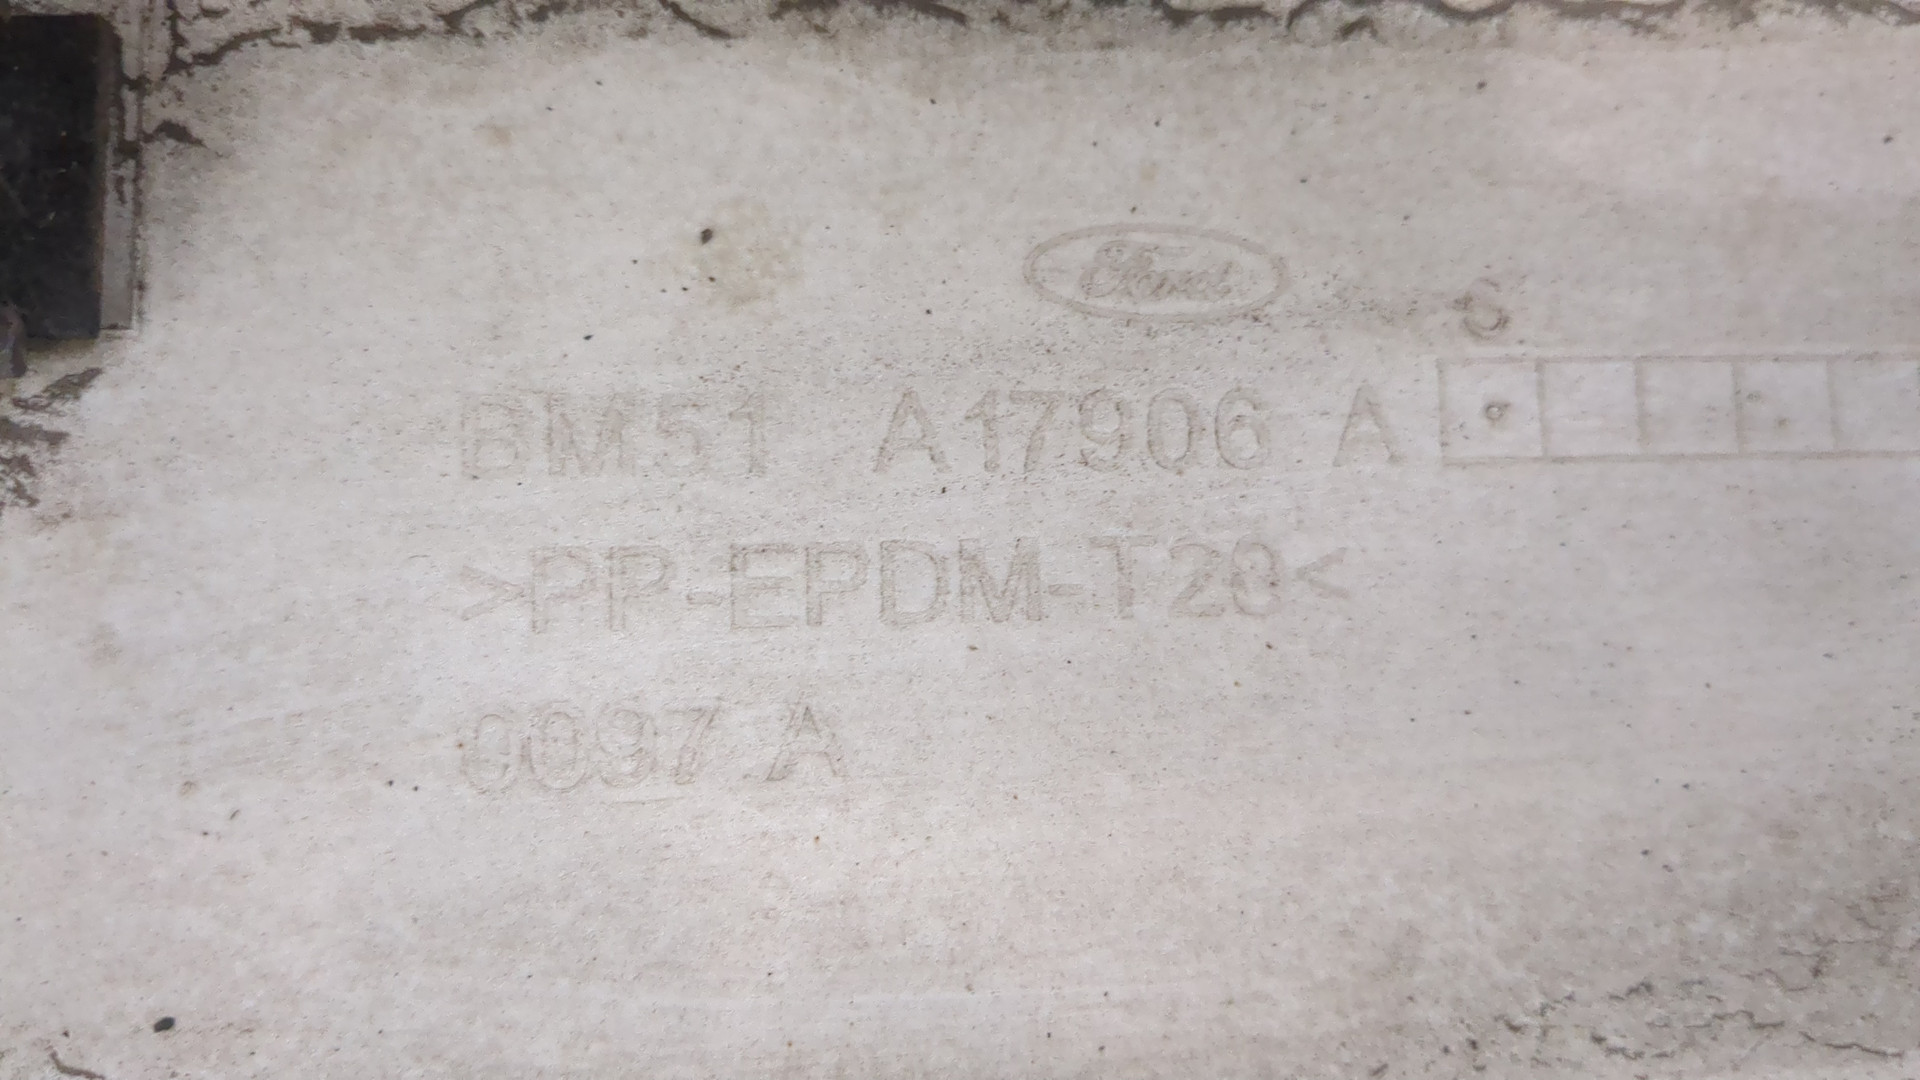 Ford
S
BM51 A17906 A
>PP-EPDM-T20<
0097 A